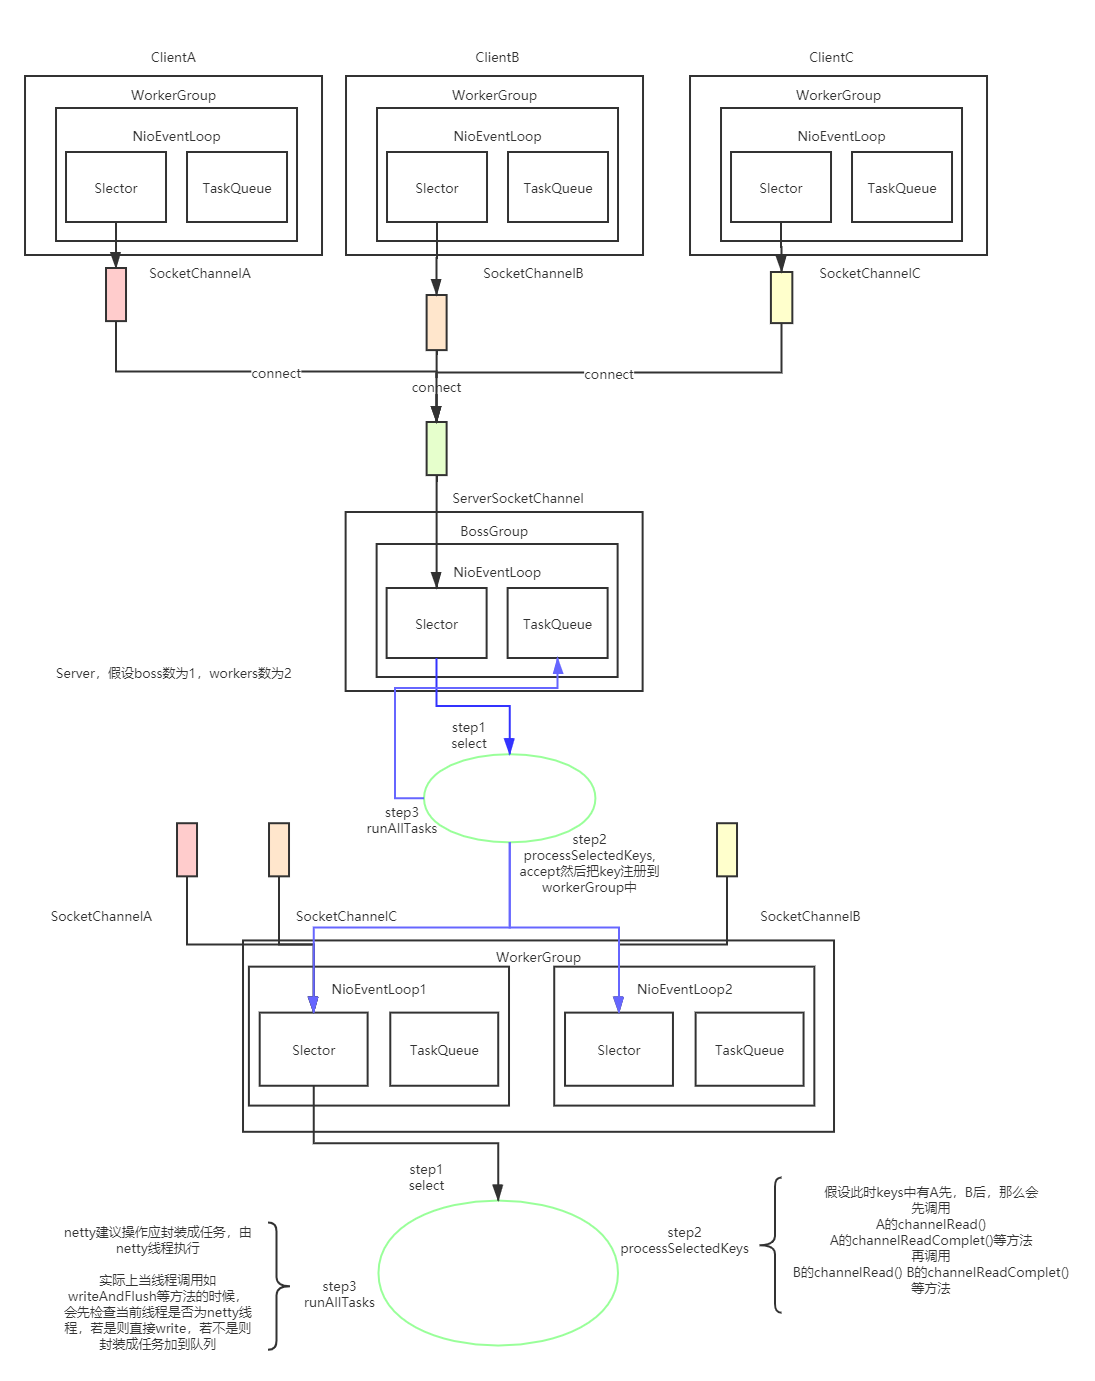 ClientA
ClientB
ClientC
WorkerGroup
WorkerGroup
WorkerGroup
NioEventLoop
NioEventLoop
NioEventLoop
Slector
TaskQueue
Slector
TaskQueue
Slector
TaskQueue
SocketChannelA
SocketChannelB
SocketChannelC
connect
connect
connect
ServerSocketChannel
BossGroup
NioEventLoop
Slector
TaskQueue
Server，假设boss数为1，workers数为2
step1
select
step3
runAllTasks
step2
processSelectedKeys,
accept然后把key注册到
workerGroup中
SocketChannelA
SocketChannelC
SocketChannelB
WorkerGroup
NioEventLoop1
NioEventLoop2
Slector
TaskQueue
Slector
TaskQueue
step1
select
step2
processSelectedKeys
假设此时keys中有A先，B后，那么会
先调用
A的channelRead()
A的channelReadComplet()等方法
再调用
B的channelRead() B的channelReadComplet()
等方法
netty建议操作应封装成任务，由
netty线程执行
实际上当线程调用如
writeAndFlush等方法的时候，
会先检查当前线程是否为netty线
程，若是则直接write，若不是则
封装成任务加到队列
step3
runAllTasks